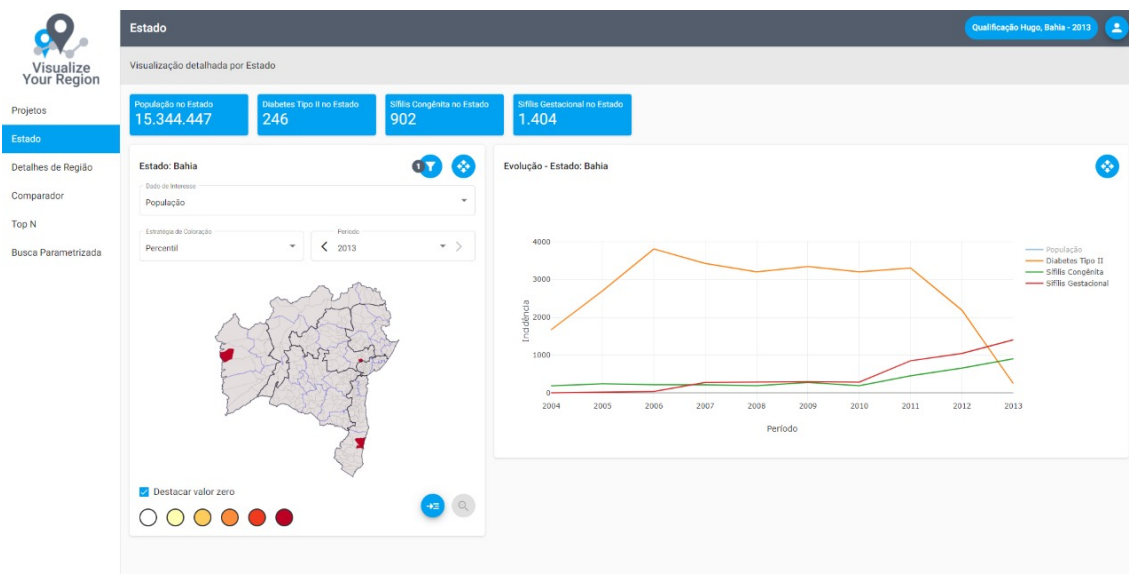 Visualize
Your Region
Projetos
Estado
Detalhes de Região
Comparador
Top N
Busca Parametrizada
Estado
Qualificação Hugo, Bahia - 2013
Visualização detalhada por Estado
População no Estado
15.344.447
Diabetes Tipo II no Estado
246
Sífilis Congênita no Estado
902
Sífilis Gestacional no Estado
1.404
Estado: Bahia
1
Dado de Interesse
População
Estratégia de Coloração
Percentil
Período
2013
Destacar valor zero
Evolução - Estado: Bahia
4000
3000
2000
1000
0
Incidência
2004 2005 2006 2007 2008 2009 2010 2011 2012 2013
Período
População
Diabetes Tipo II
Sífilis Congênita
Sífilis Gestacional